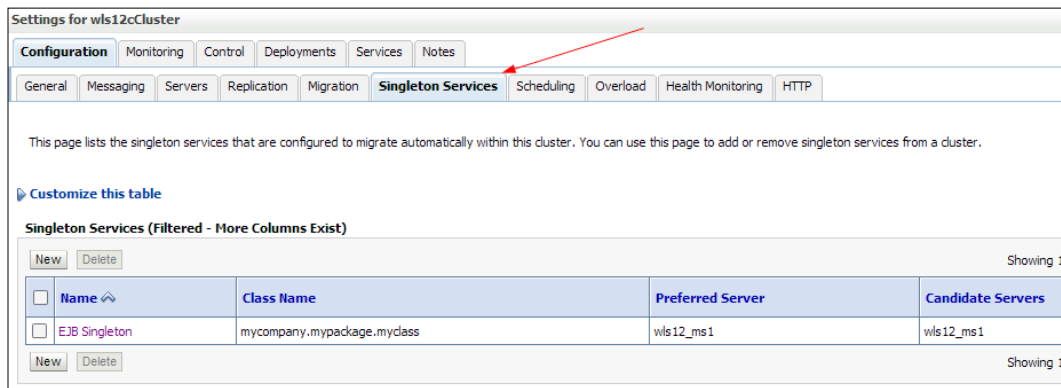 Settings for wls12cCluster
Configuration Monitoring Control Deployments Services Notes
General Messaging Servers Replication Migration Singleton Services Scheduling Overload Health Monitoring HTTP
This page lists the singleton services that are configured to migrate automatically within this cluster. You can use this page to add or remove singleton services from a cluster.
Customize this table
Singleton Services (Filtered - More Columns Exist)
New Delete Showing 1
Name Class Name Preferred Server Candidate Servers
EJB Singleton mycompany.mypackage.myclass wls12_ms1 wls12_ms1
New Delete Showing 1